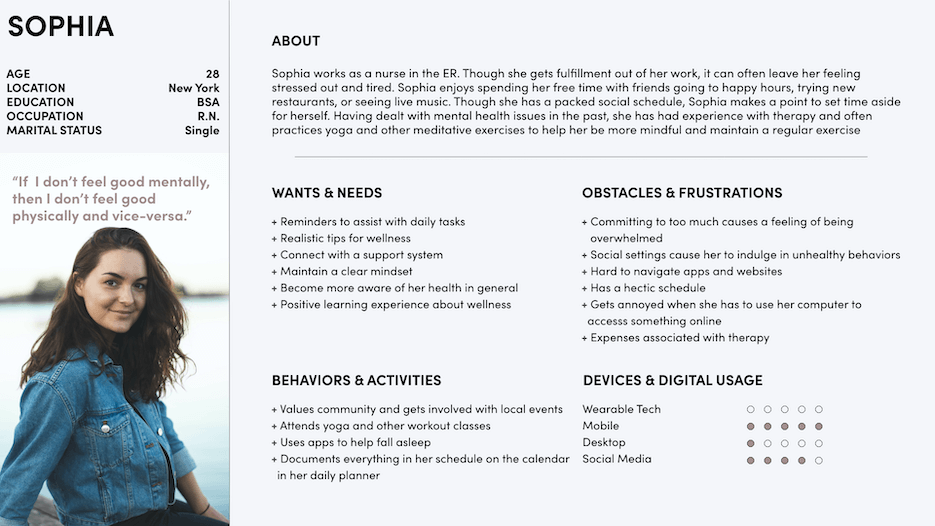 SOPHIA
AGE 28
LOCATION New York
EDUCATION BSA
OCCUPATION R.N.
MARITAL STATUS Single
“If I don’t feel good mentally,
then I don’t feel good
physically and vice-versa.”
ABOUT
Sophia works as a nurse in the ER. Though she gets fulfillment out of her work, it can often leave her feeling
stressed out and tired. Sophia enjoys spending her free time with friends going to happy hours, trying new
restaurants, or seeing live music. Though she has a packed social schedule, Sophia makes a point to set time aside
for herself. Having dealt with mental health issues in the past, she has had experience with therapy and often
practices yoga and other meditative exercises to help her be more mindful and maintain a regular exercise
WANTS & NEEDS
+ Reminders to assist with daily tasks
+ Realistic tips for wellness
+ Connect with a support system
+ Maintain a clear mindset
+ Become more aware of her health in general
+ Positive learning experience about wellness
OBSTACLES & FRUSTRATIONS
+ Committing to too much causes a feeling of being
overwhelmed
+ Social settings cause her to indulge in unhealthy behaviors
+ Hard to navigate apps and websites
+ Has a hectic schedule
+ Gets annoyed when she has to use her computer to
accesss something online
+ Expenses associated with therapy
BEHAVIORS & ACTIVITIES
+ Values community and gets involved with local events
+ Attends yoga and other workout classes
+ Uses apps to help fall asleep
+ Documents everything in her schedule on the calendar
in her daily planner
DEVICES & DIGITAL USAGE
Wearable Tech
Mobile
Desktop
Social Media